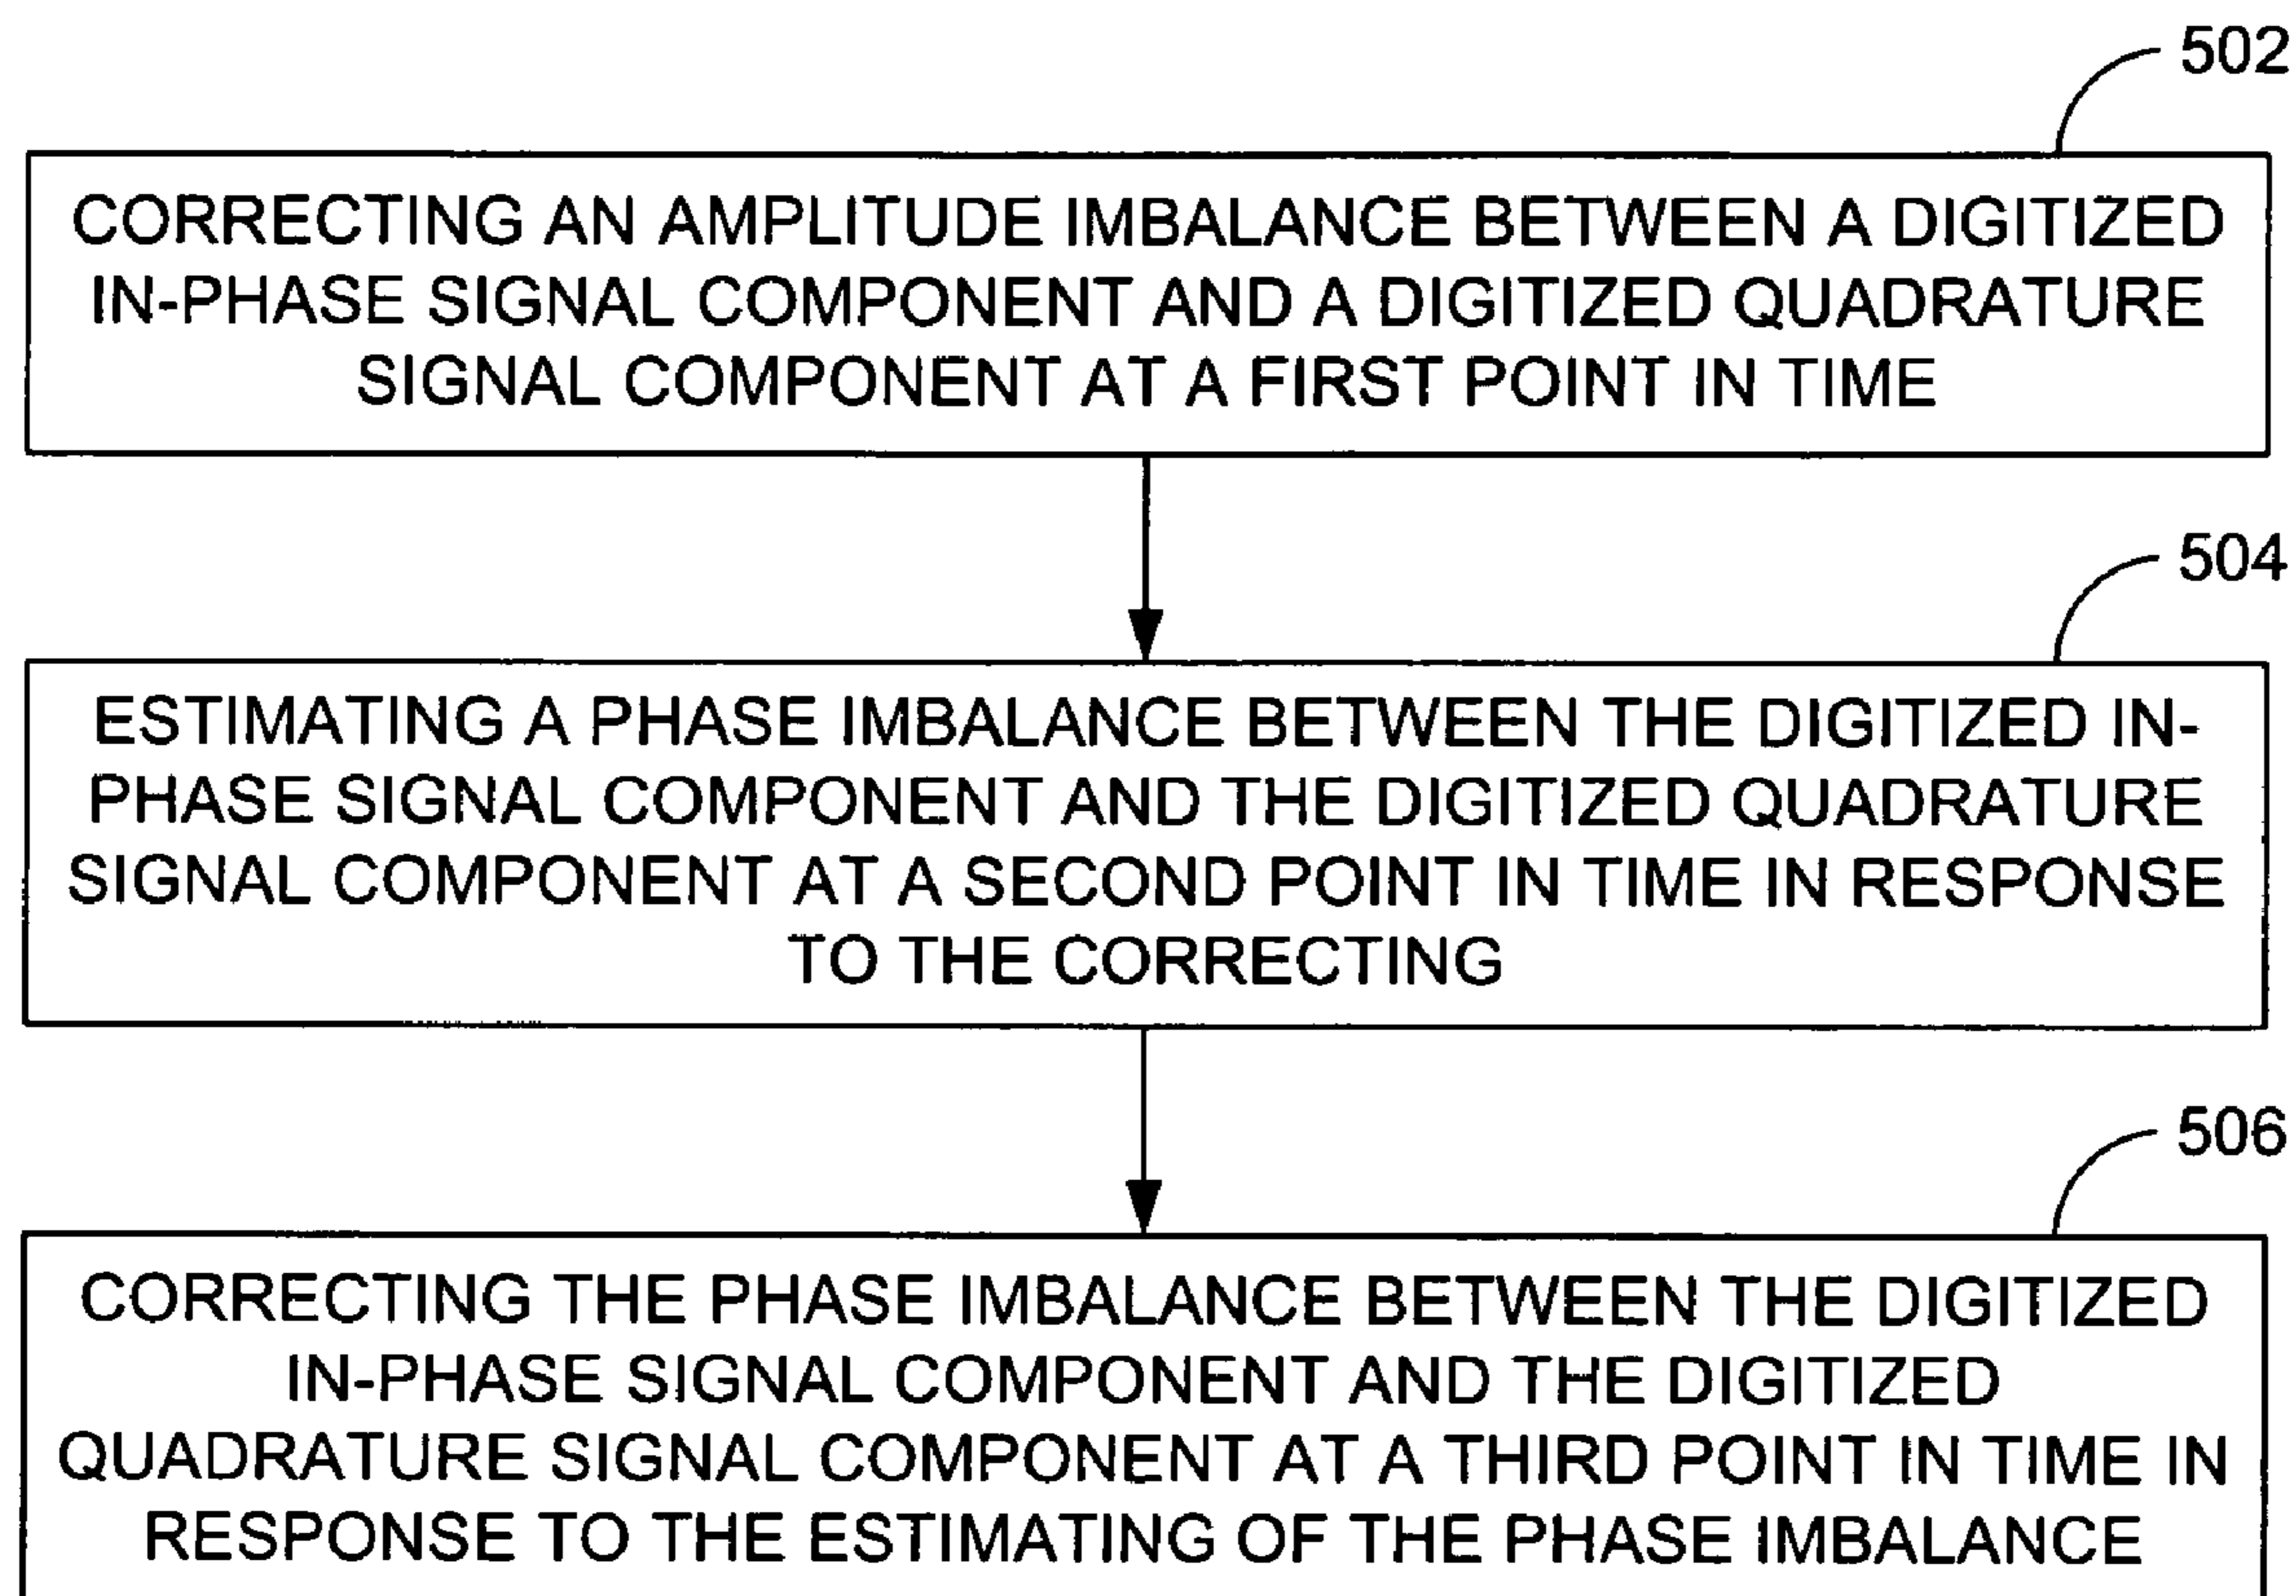 502
CORRECTING AN AMPLITUDE IMBALANCE BETWEEN A DIGITIZED
IN-PHASE SIGNAL COMPONENT AND A DIGITIZED QUADRATURE
SIGNAL COMPONENT AT A FIRST POINT IN TIME
504
ESTIMATING A PHASE IMBALANCE BETWEEN THE DIGITIZED IN-
PHASE SIGNAL COMPONENT AND THE DIGITIZED QUADRATURE
SIGNAL COMPONENT AT A SECOND POINT IN TIME IN RESPONSE
TO THE CORRECTING
506
CORRECTING THE PHASE IMBALANCE BETWEEN THE DIGITIZED
IN-PHASE SIGNAL COMPONENT AND THE DIGITIZED
QUADRATURE SIGNAL COMPONENT AT A THIRD POINT IN TIME IN
RESPONSE TO THE ESTIMATING OF THE PHASE IMBALANCE